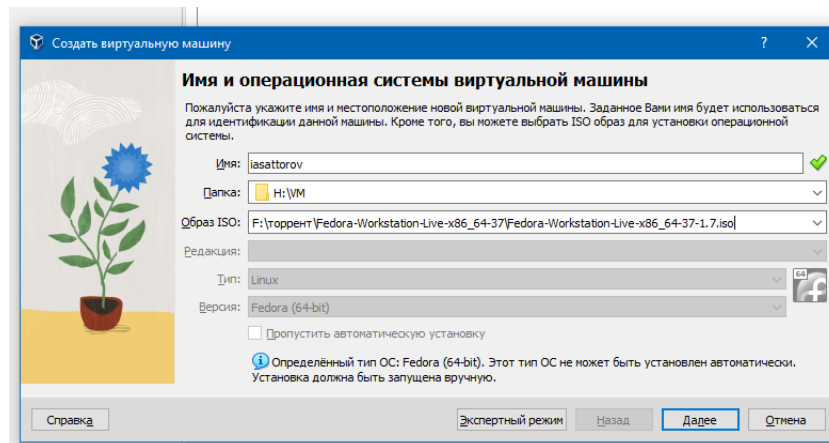 Создать виртуальную машину
?
Имя и операционная системы виртуальной машины
Пожалуйста укажите имя и местоположение новой виртуальной машины. Заданное Вами имя будет использоваться
для идентификации данной машины. Кроме того, вы можете выбрать ISO образ для установки операционной
системы.
Имя: iasattorov
Папка: H:\VM
Образ ISO: F:\торрент\Fedora-Workstation-Live-x86_64-37\Fedora-Workstation-Live-x86_64-37-1.7.iso
Редакция:
Тип: Linux
64
Версия: Fedora (64-bit)
Пропустить автоматическую установку
Определённый тип ОС: Fedora (64-bit). Этот тип ОС не может быть установлен автоматически.
Установка должна быть запущена вручную.
Справка Экспертный режим Назад Далее Отмена